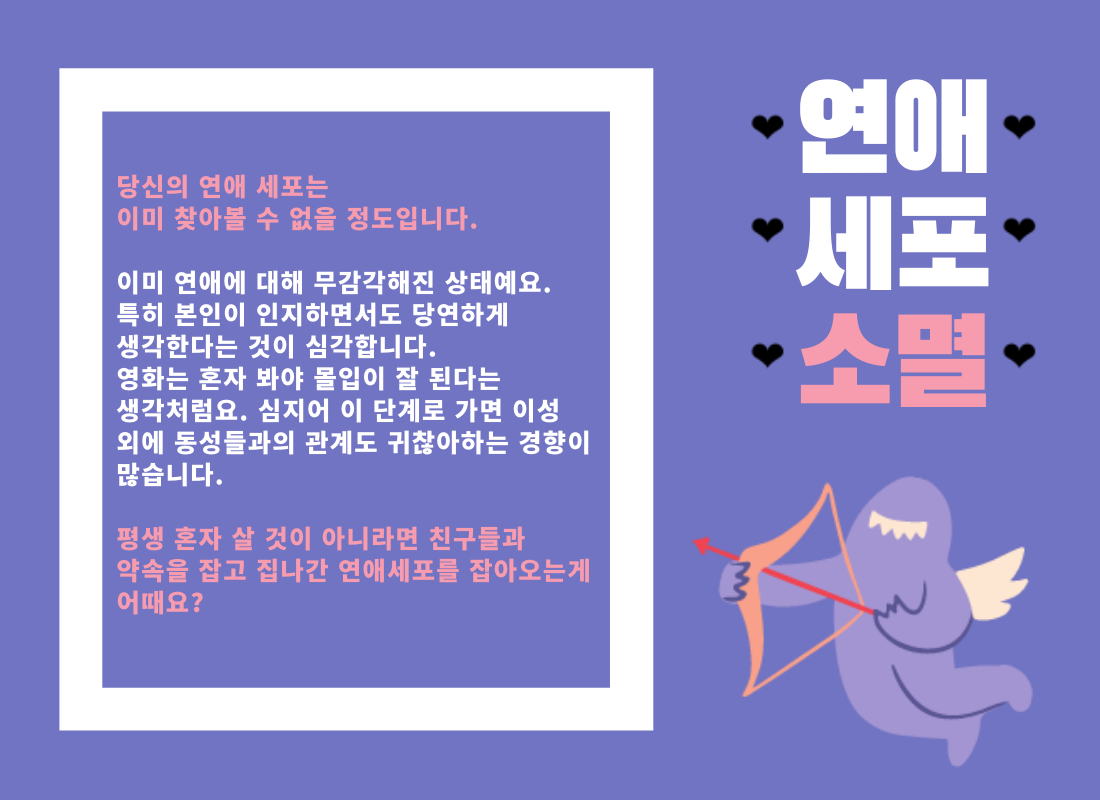 연애
세포
소멸
당신의 연애 세포는
이미 찾아볼 수 없을 정도입니다.
이미 연애에 대해 무감각해진 상태예요.
특히 본인이 인지하면서도 당연하게
생각한다는 것이 심각합니다.
영화는 혼자 봐야 몰입이 잘 된다는
생각처럼요. 심지어 이 단계로 가면 이성
외에 동성들과의 관계도 귀찮아하는 경향이
많습니다.
평생 혼자 살 것이 아니라면 친구들과
약속을 잡고 집나간 연애세포를 잡아오는게
어때요?